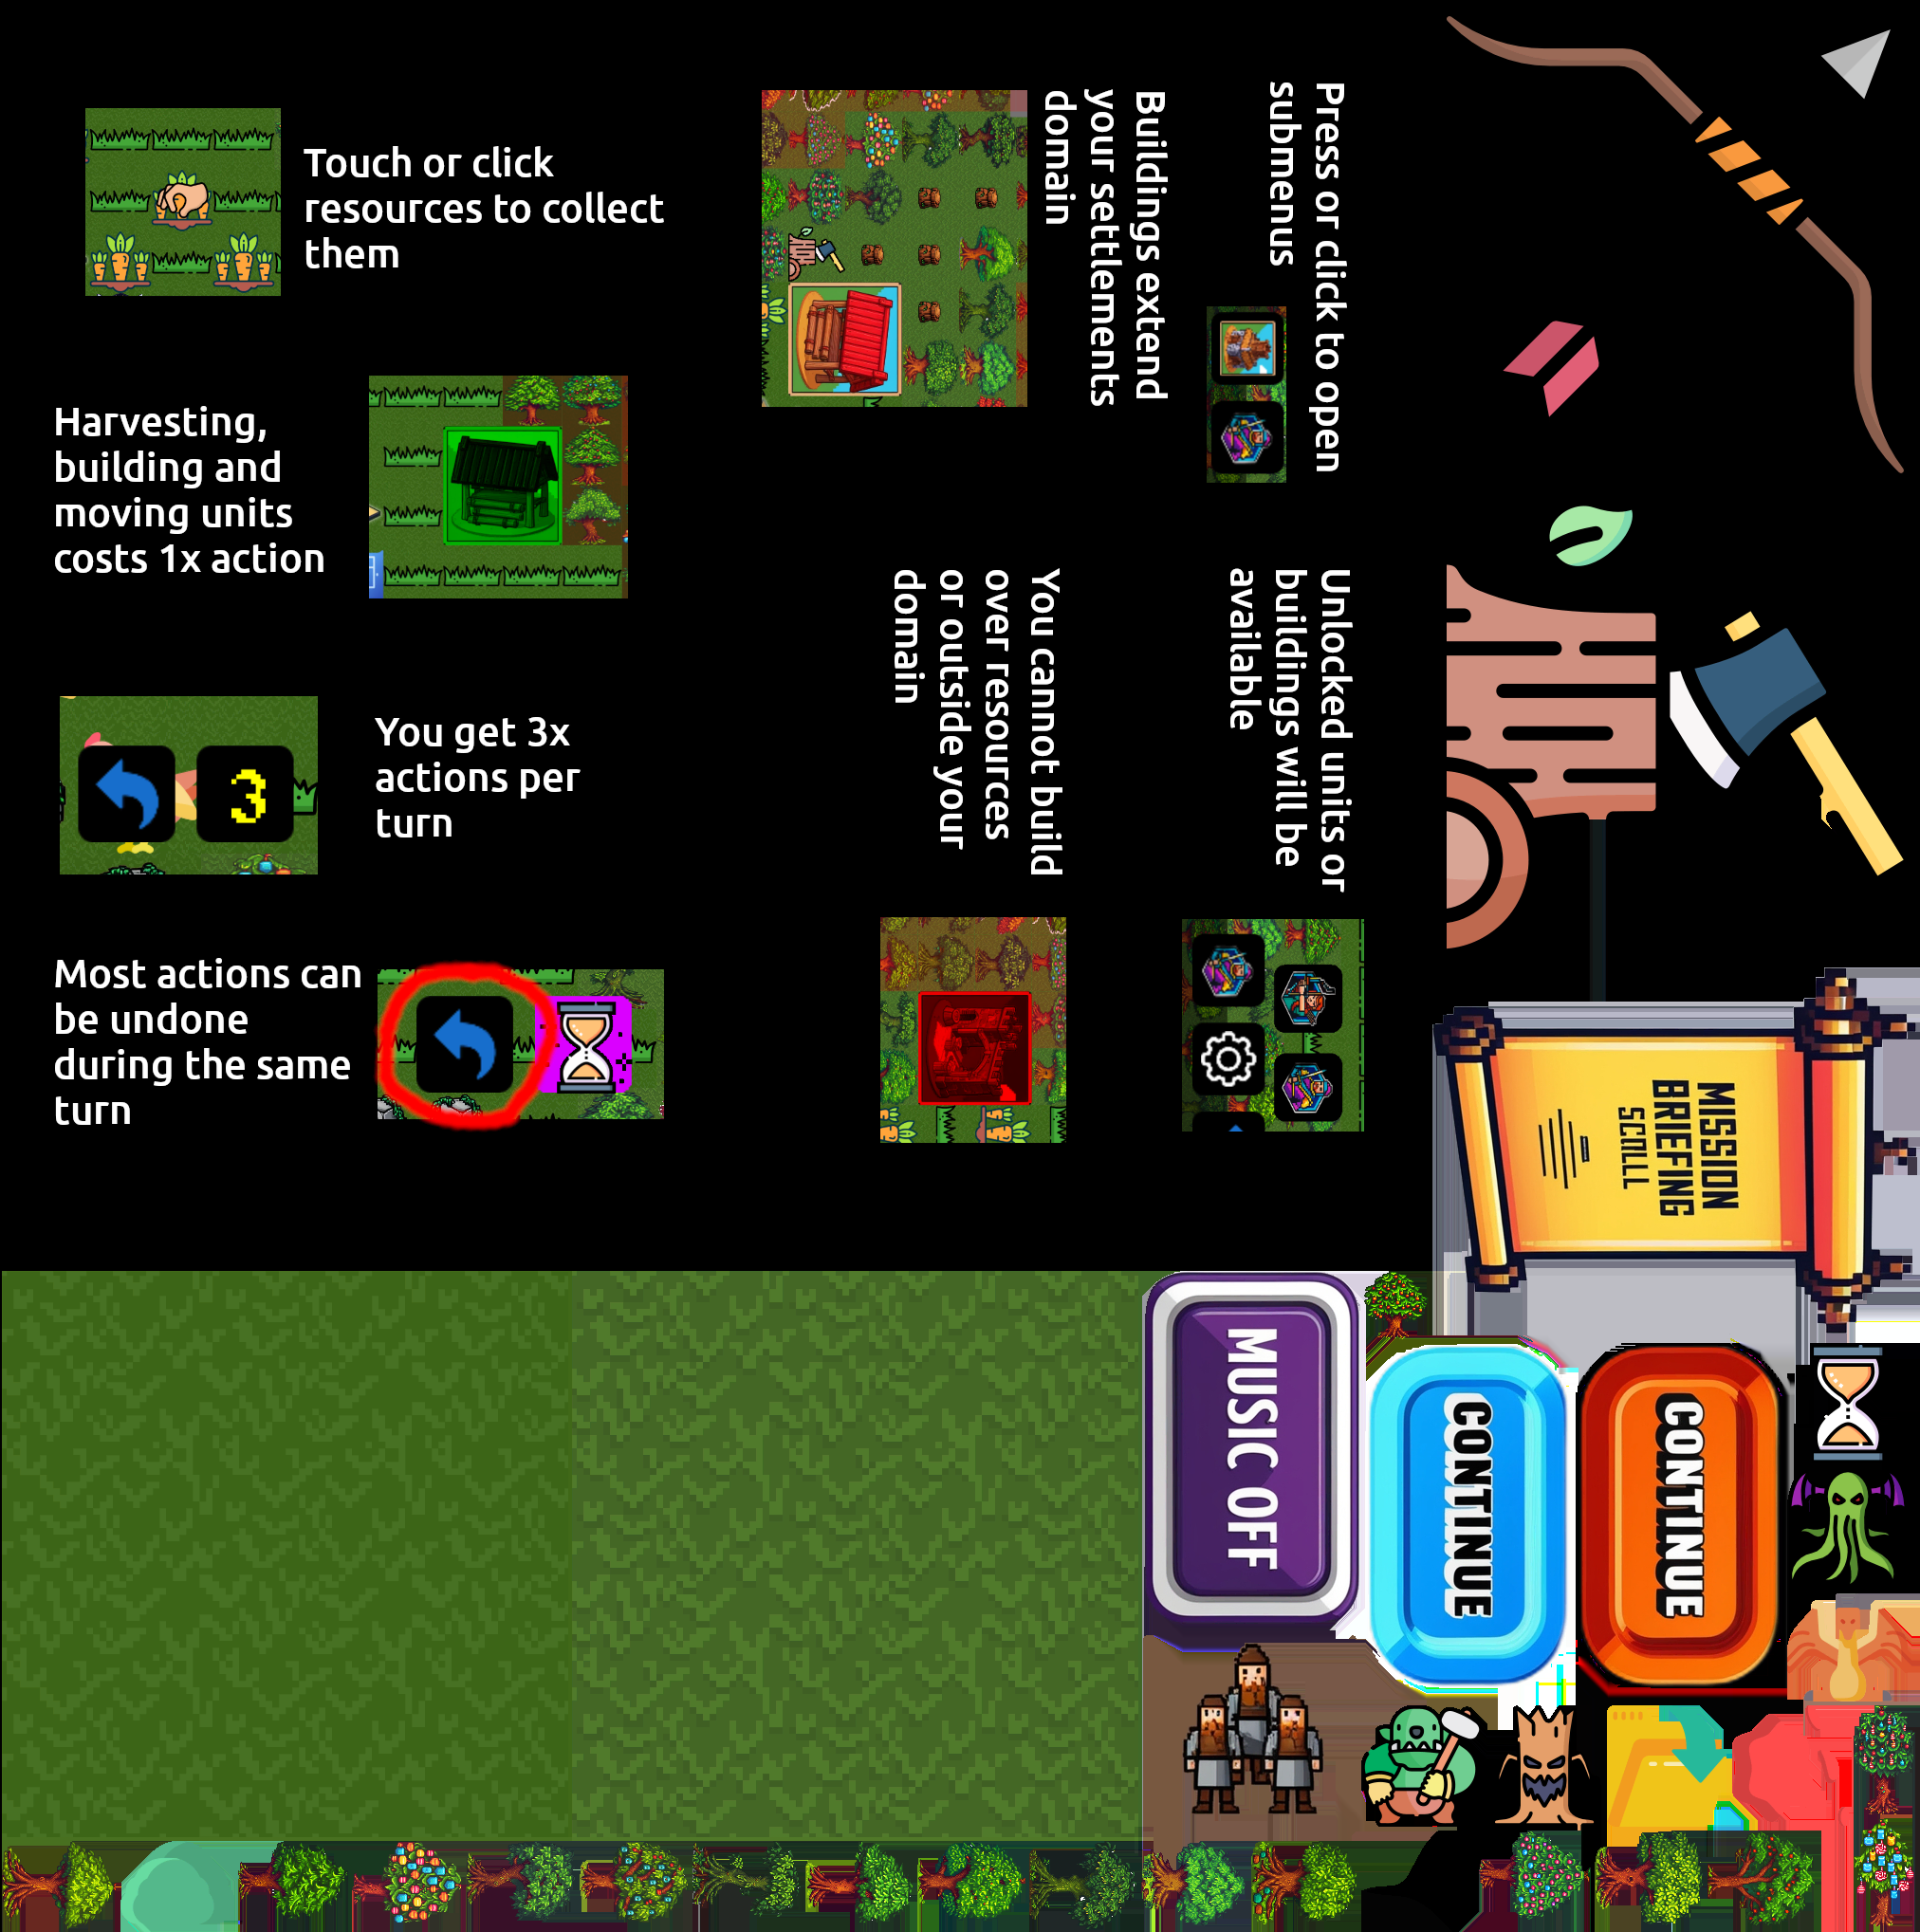 Touch or click
resources to collect
them
Harvesting,
building and
moving units
costs 1x action
3
You get 3x
actions per
turn
Most actions can
be undone
during the same
turn
Buildings extend
your settlements
domain
Press or click to open
submenus
You cannot build
over resources
or outside your
domain
Unlocked units or
buildings will be
available
MISSION
BRIEFING
SCOLLL
MUSIC OFF
CONTINUE
CONTINUE